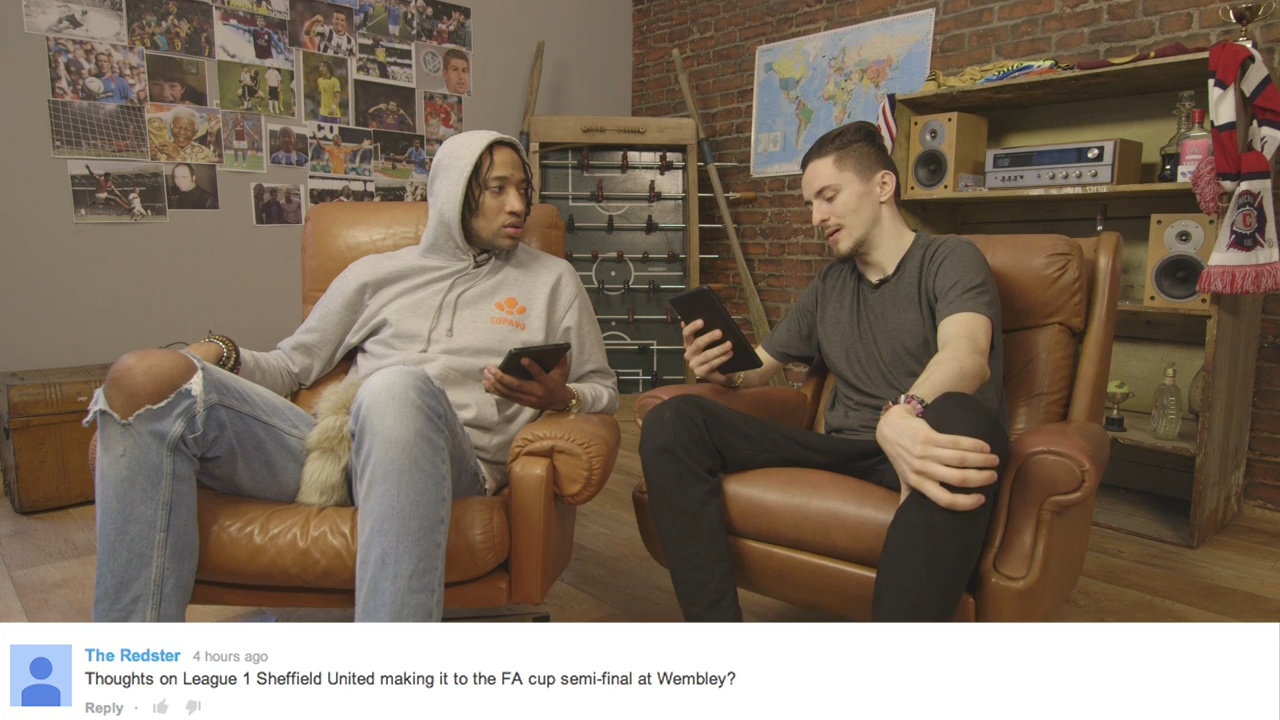 COPA90
The Redster 4 hours ago
Thoughts on League 1 Sheffield United making it to the FA cup semi-final at Wembley?
Reply ·